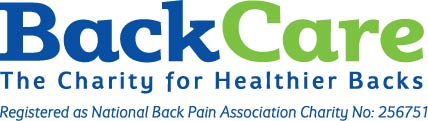 BackCare
The Charity for Healthier Backs
Registered as National Back Pain Association Charity No: 256751